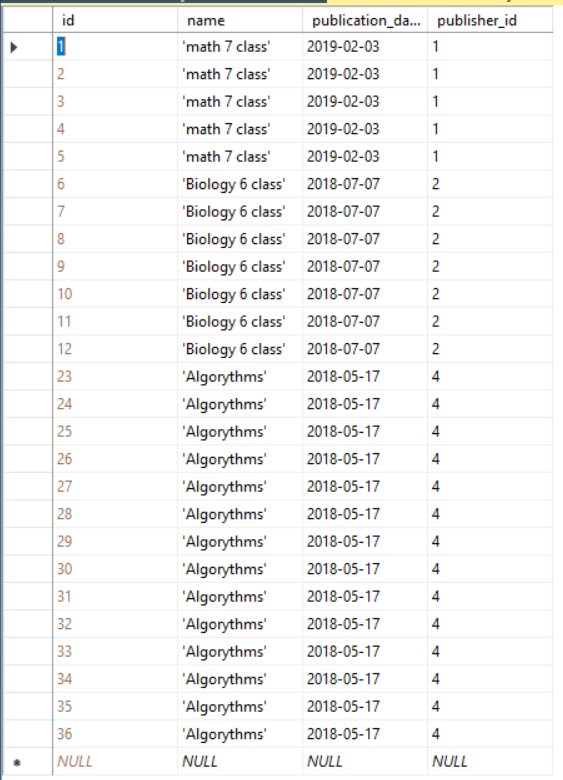 id name publication_da... publisher_id
1 'math 7 class' 2019-02-03 1
2 'math 7 class' 2019-02-03 1
3 'math 7 class' 2019-02-03 1
4 'math 7 class' 2019-02-03 1
5 'math 7 class' 2019-02-03 1
6 'Biology 6 class' 2018-07-07 2
7 'Biology 6 class' 2018-07-07 2
8 'Biology 6 class' 2018-07-07 2
9 'Biology 6 class' 2018-07-07 2
10 'Biology 6 class' 2018-07-07 2
11 'Biology 6 class' 2018-07-07 2
12 'Biology 6 class' 2018-07-07 2
23 'Algorythms' 2018-05-17 4
24 'Algorythms' 2018-05-17 4
25 'Algorythms' 2018-05-17 4
26 'Algorythms' 2018-05-17 4
27 'Algorythms' 2018-05-17 4
28 'Algorythms' 2018-05-17 4
29 'Algorythms' 2018-05-17 4
30 'Algorythms' 2018-05-17 4
31 'Algorythms' 2018-05-17 4
32 'Algorythms' 2018-05-17 4
33 'Algorythms' 2018-05-17 4
34 'Algorythms' 2018-05-17 4
35 'Algorythms' 2018-05-17 4
36 'Algorythms' 2018-05-17 4
NULL NULL NULL NULL